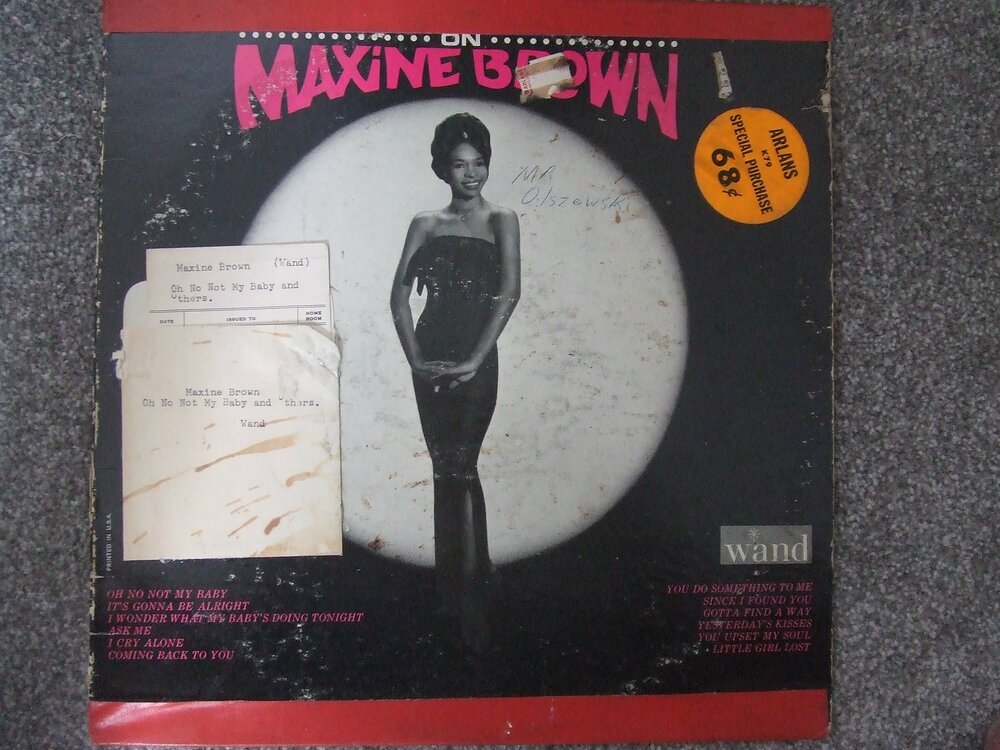 ON
MAXINE BROWN
ARLANS
K79
SPECIAL PURCHASE
68¢
MR
Olszewski
Maxine Brown (Wand)
Oh No Not My Baby and
Others.
DATE ISSUED TO HOME ROOM
Maxine Brown
Oh No Not My Baby and Others.
Wand
PRINTED IN U.S.A.
wand
OH NO NOT MY BABY
IT'S GONNA BE ALRIGHT
I WONDER WHAT MY BABY'S DOING TONIGHT
ASK ME
I CRY ALONE
COMING BACK TO YOU
YOU DO SOMETHING TO ME
SINCE I FOUND YOU
GOTTA FIND A WAY
YESTERDAY'S KISSES
YOU UPSET MY SOUL
LITTLE GIRL LOST